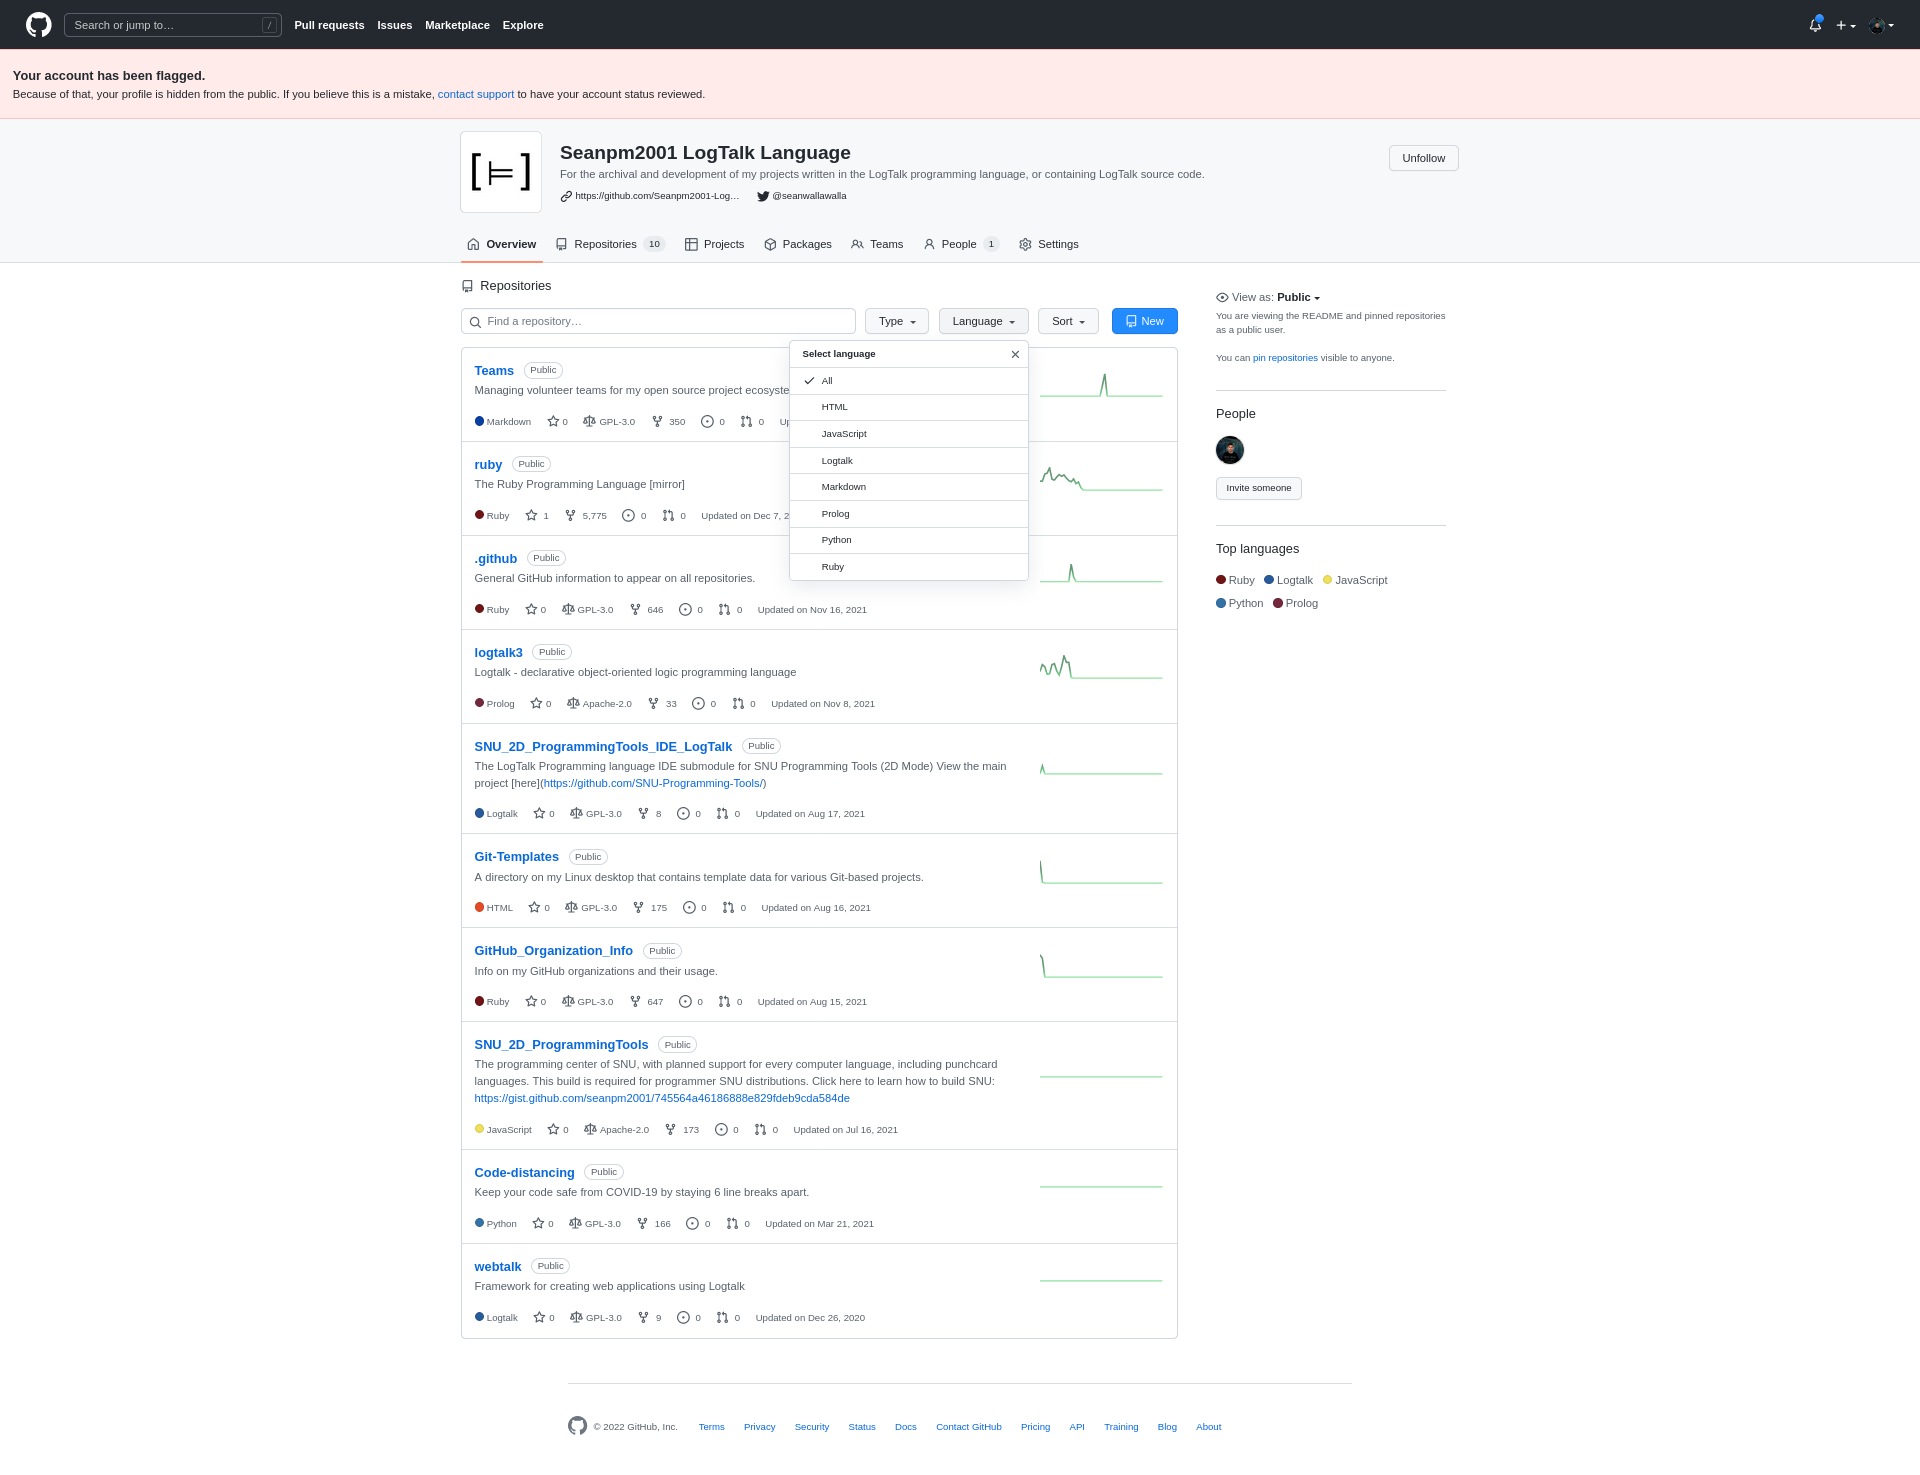 Search or jump to…
/
Pull requests
Issues
Marketplace
Explore
Your account has been flagged.
Because of that, your profile is hidden from the public. If you believe this is a mistake, contact support to have your account status reviewed.
Seanpm2001 LogTalk Language
For the archival and development of my projects written in the LogTalk programming language, or containing LogTalk source code.
https://github.com/Seanpm2001-Log…
@seanwallawalla
Unfollow
Overview
Repositories 10
Projects
Packages
Teams
People 1
Settings
Repositories
Find a repository…
Type
Language
Sort
New
Select language
All
HTML
JavaScript
Logtalk
Markdown
Prolog
Python
Ruby
Teams Public
Managing volunteer teams for my open source project ecosyste
Markdown 0 GPL-3.0 350 0 0 Up
ruby Public
The Ruby Programming Language [mirror]
Ruby 1 5,775 0 0 Updated on Dec 7, 2
.github Public
General GitHub information to appear on all repositories.
Ruby 0 GPL-3.0 646 0 0 Updated on Nov 16, 2021
logtalk3 Public
Logtalk - declarative object-oriented logic programming language
Prolog 0 Apache-2.0 33 0 0 Updated on Nov 8, 2021
SNU_2D_ProgrammingTools_IDE_LogTalk Public
The LogTalk Programming language IDE submodule for SNU Programming Tools (2D Mode) View the main
project [here](https://github.com/SNU-Programming-Tools/)
Logtalk 0 GPL-3.0 8 0 0 Updated on Aug 17, 2021
Git-Templates Public
A directory on my Linux desktop that contains template data for various Git-based projects.
HTML 0 GPL-3.0 175 0 0 Updated on Aug 16, 2021
GitHub_Organization_Info Public
Info on my GitHub organizations and their usage.
Ruby 0 GPL-3.0 647 0 0 Updated on Aug 15, 2021
SNU_2D_ProgrammingTools Public
The programming center of SNU, with planned support for every computer language, including punchcard
languages. This build is required for programmer SNU distributions. Click here to learn how to build SNU:
https://gist.github.com/seanpm2001/745564a46186888e829fdeb9cda584de
JavaScript 0 Apache-2.0 173 0 0 Updated on Jul 16, 2021
Code-distancing Public
Keep your code safe from COVID-19 by staying 6 line breaks apart.
Python 0 GPL-3.0 166 0 0 Updated on Mar 21, 2021
webtalk Public
Framework for creating web applications using Logtalk
Logtalk 0 GPL-3.0 9 0 0 Updated on Dec 26, 2020
View as: Public
You are viewing the README and pinned repositories
as a public user.
You can pin repositories visible to anyone.
People
Invite someone
Top languages
Ruby Logtalk JavaScript
Python Prolog
© 2022 GitHub, Inc.
Terms
Privacy
Security
Status
Docs
Contact GitHub
Pricing
API
Training
Blog
About